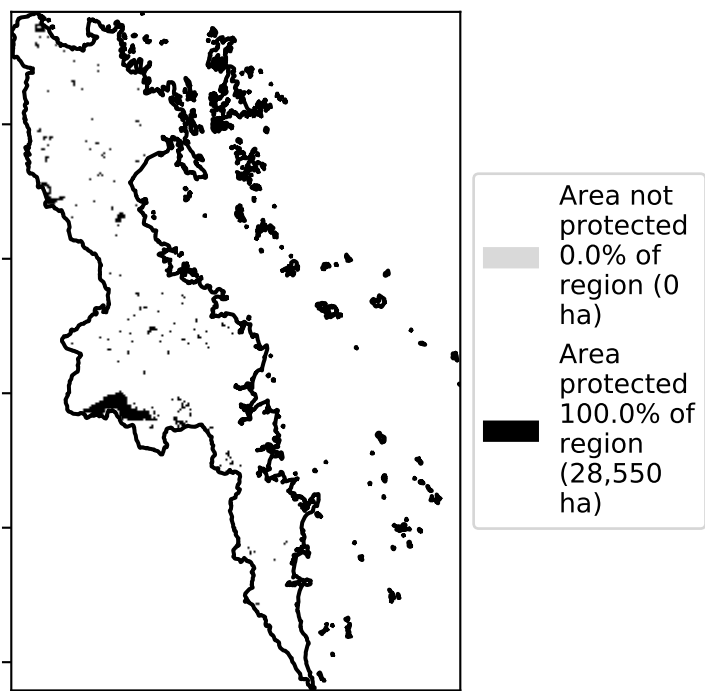 Area not
protected
0.0% of
region (0
ha)
Area
protected
100.0% of
region
(28,550
ha)